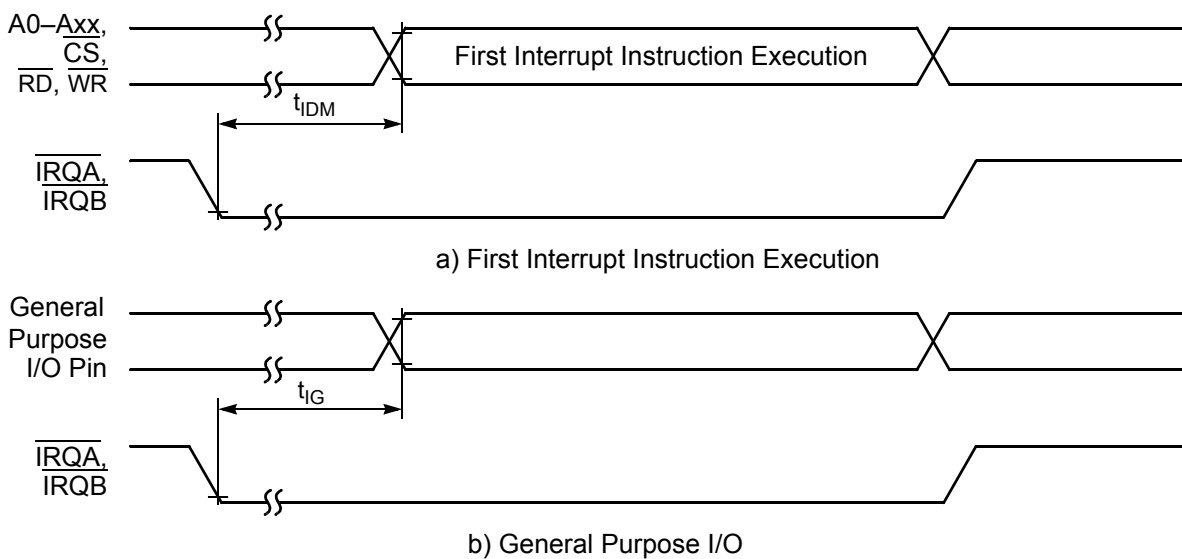 A0–Axx,
CS,
RD, WR
First Interrupt Instruction Execution
tIDM
IRQA,
IRQB
a) First Interrupt Instruction Execution
General
Purpose
I/O Pin
tIG
IRQA,
IRQB
b) General Purpose I/O